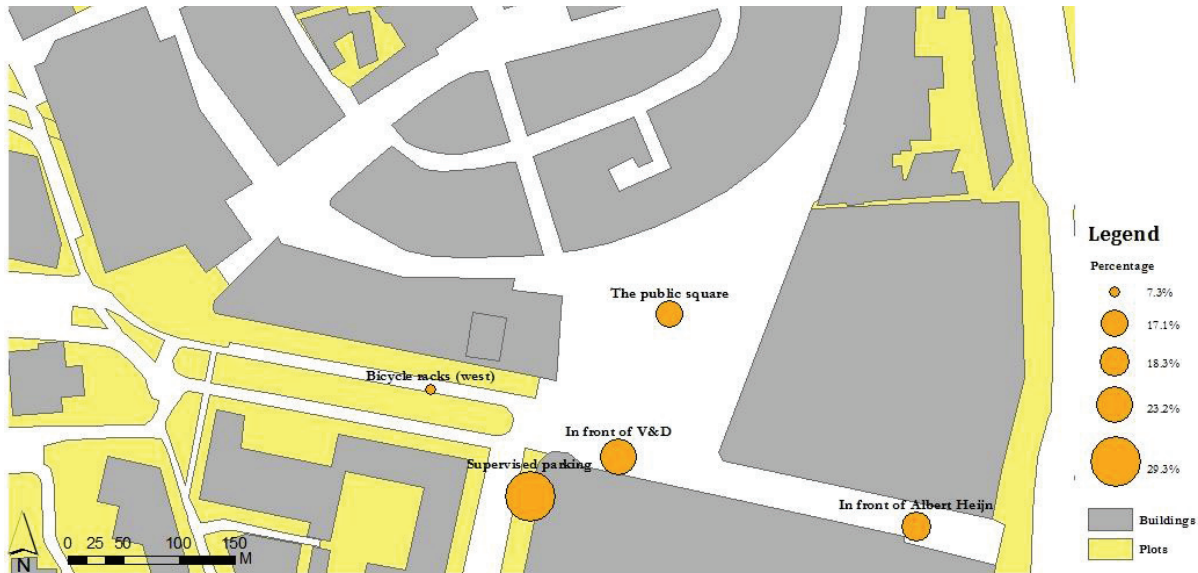 The public square
Bicycle racks (west)
In front of V&D
Supervised parking
In front of Albert Heijn
0 25 50 100 150
M
N
Legend
Percentage
7.3%
17.1%
18.3%
23.2%
29.3%
Buildings
Plots